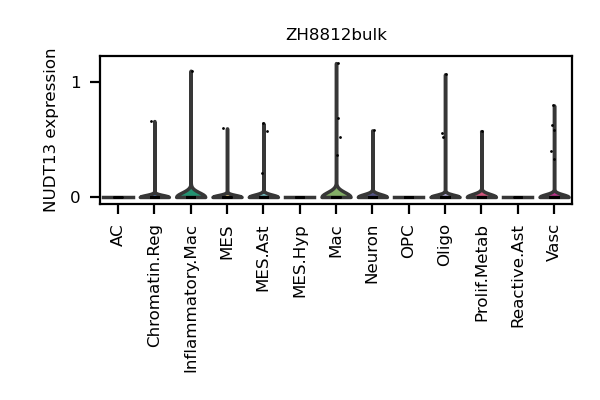 ZH8812bulk
NUDT13 expression
1
0
AC
Chromatin.Reg
Inflammatory.Mac
MES
MES.Ast
MES.Hyp
Mac
Neuron
OPC
Oligo
Prolif.Metab
Reactive.Ast
Vasc